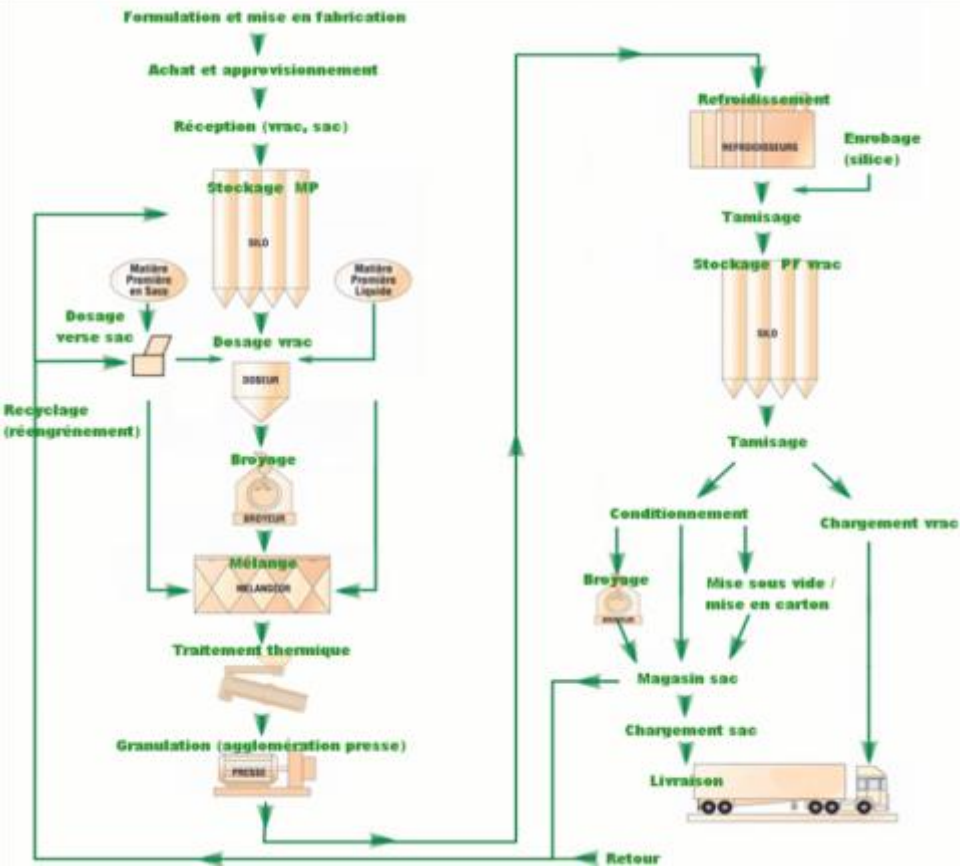 Formulation et mise en fabrication
Achat et approvisionnement
Réception (vrac, sac)
Stockage MP
SILO
Matière
Première
en Sacs
Matière
Première
Liquide
Dosage
verse sac
Dosage vrac
DOSEUR
Recyclage
(réengrénement)
Broyage
BROYEUR
Mélange
MELANGEUR
Traitement thermique
Granulation (agglomération presse)
PRESSE
Refroidissement
REFROIDISSEURS
Enrobage
(silice)
Tamisage
Stockage PF vrac
SILO
Tamisage
Conditionnement
Chargement vrac
Broyage
BROYEUR
Mise sous vide /
mise en carton
Magasin sac
Chargement sac
Livraison
Retour